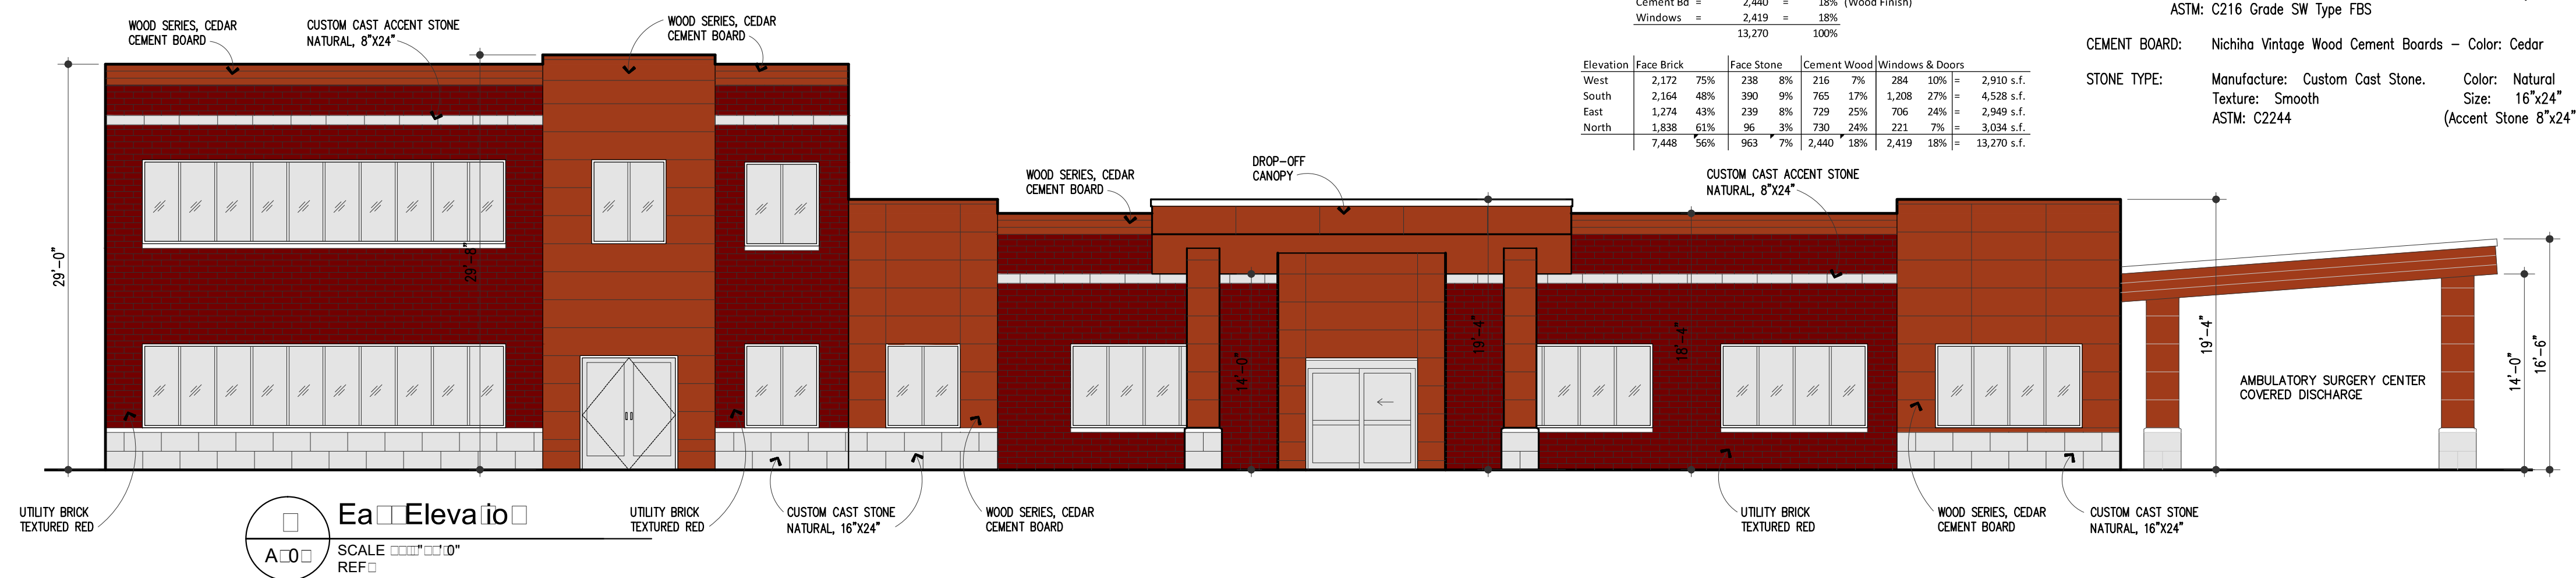 Cement Bd = 2,440 = 18% (Wood Finish)
Windows = 2,419 = 18%
13,270 100%
Elevation Face Brick Face Stone Cement Wood Windows & Doors
West 2,172 75% 238 8% 216 7% 284 10% = 2,910 s.f.
South 2,164 48% 390 9% 765 17% 1,208 27% = 4,528 s.f.
East 1,274 43% 239 8% 729 25% 706 24% = 2,949 s.f.
North 1,838 61% 96 3% 730 24% 221 7% = 3,034 s.f.
7,448 56% 963 7% 2,440 18% 2,419 18% = 13,270 s.f.
ASTM: C216 Grade SW Type FBS
CEMENT BOARD: Nichiha Vintage Wood Cement Boards – Color: Cedar
STONE TYPE: Manufacture: Custom Cast Stone. Color: Natural
Texture: Smooth Size: 16"x24"
ASTM: C2244 (Accent Stone 8"x24"
WOOD SERIES, CEDAR
CEMENT BOARD
CUSTOM CAST ACCENT STONE
NATURAL, 8"X24"
WOOD SERIES, CEDAR
CEMENT BOARD
WOOD SERIES, CEDAR
CEMENT BOARD
DROP-OFF
CANOPY
CUSTOM CAST ACCENT STONE
NATURAL, 8"X24"
29'-0"
29'-8"
14'-0"
19'-4"
18'-4"
19'-4"
14'-0"
16'-6"
AMBULATORY SURGERY CENTER
COVERED DISCHARGE
UTILITY BRICK
TEXTURED RED
UTILITY BRICK
TEXTURED RED
CUSTOM CAST STONE
NATURAL, 16"X24"
WOOD SERIES, CEDAR
CEMENT BOARD
UTILITY BRICK
TEXTURED RED
WOOD SERIES, CEDAR
CEMENT BOARD
CUSTOM CAST STONE
NATURAL, 16"X24"
SCALE
REF